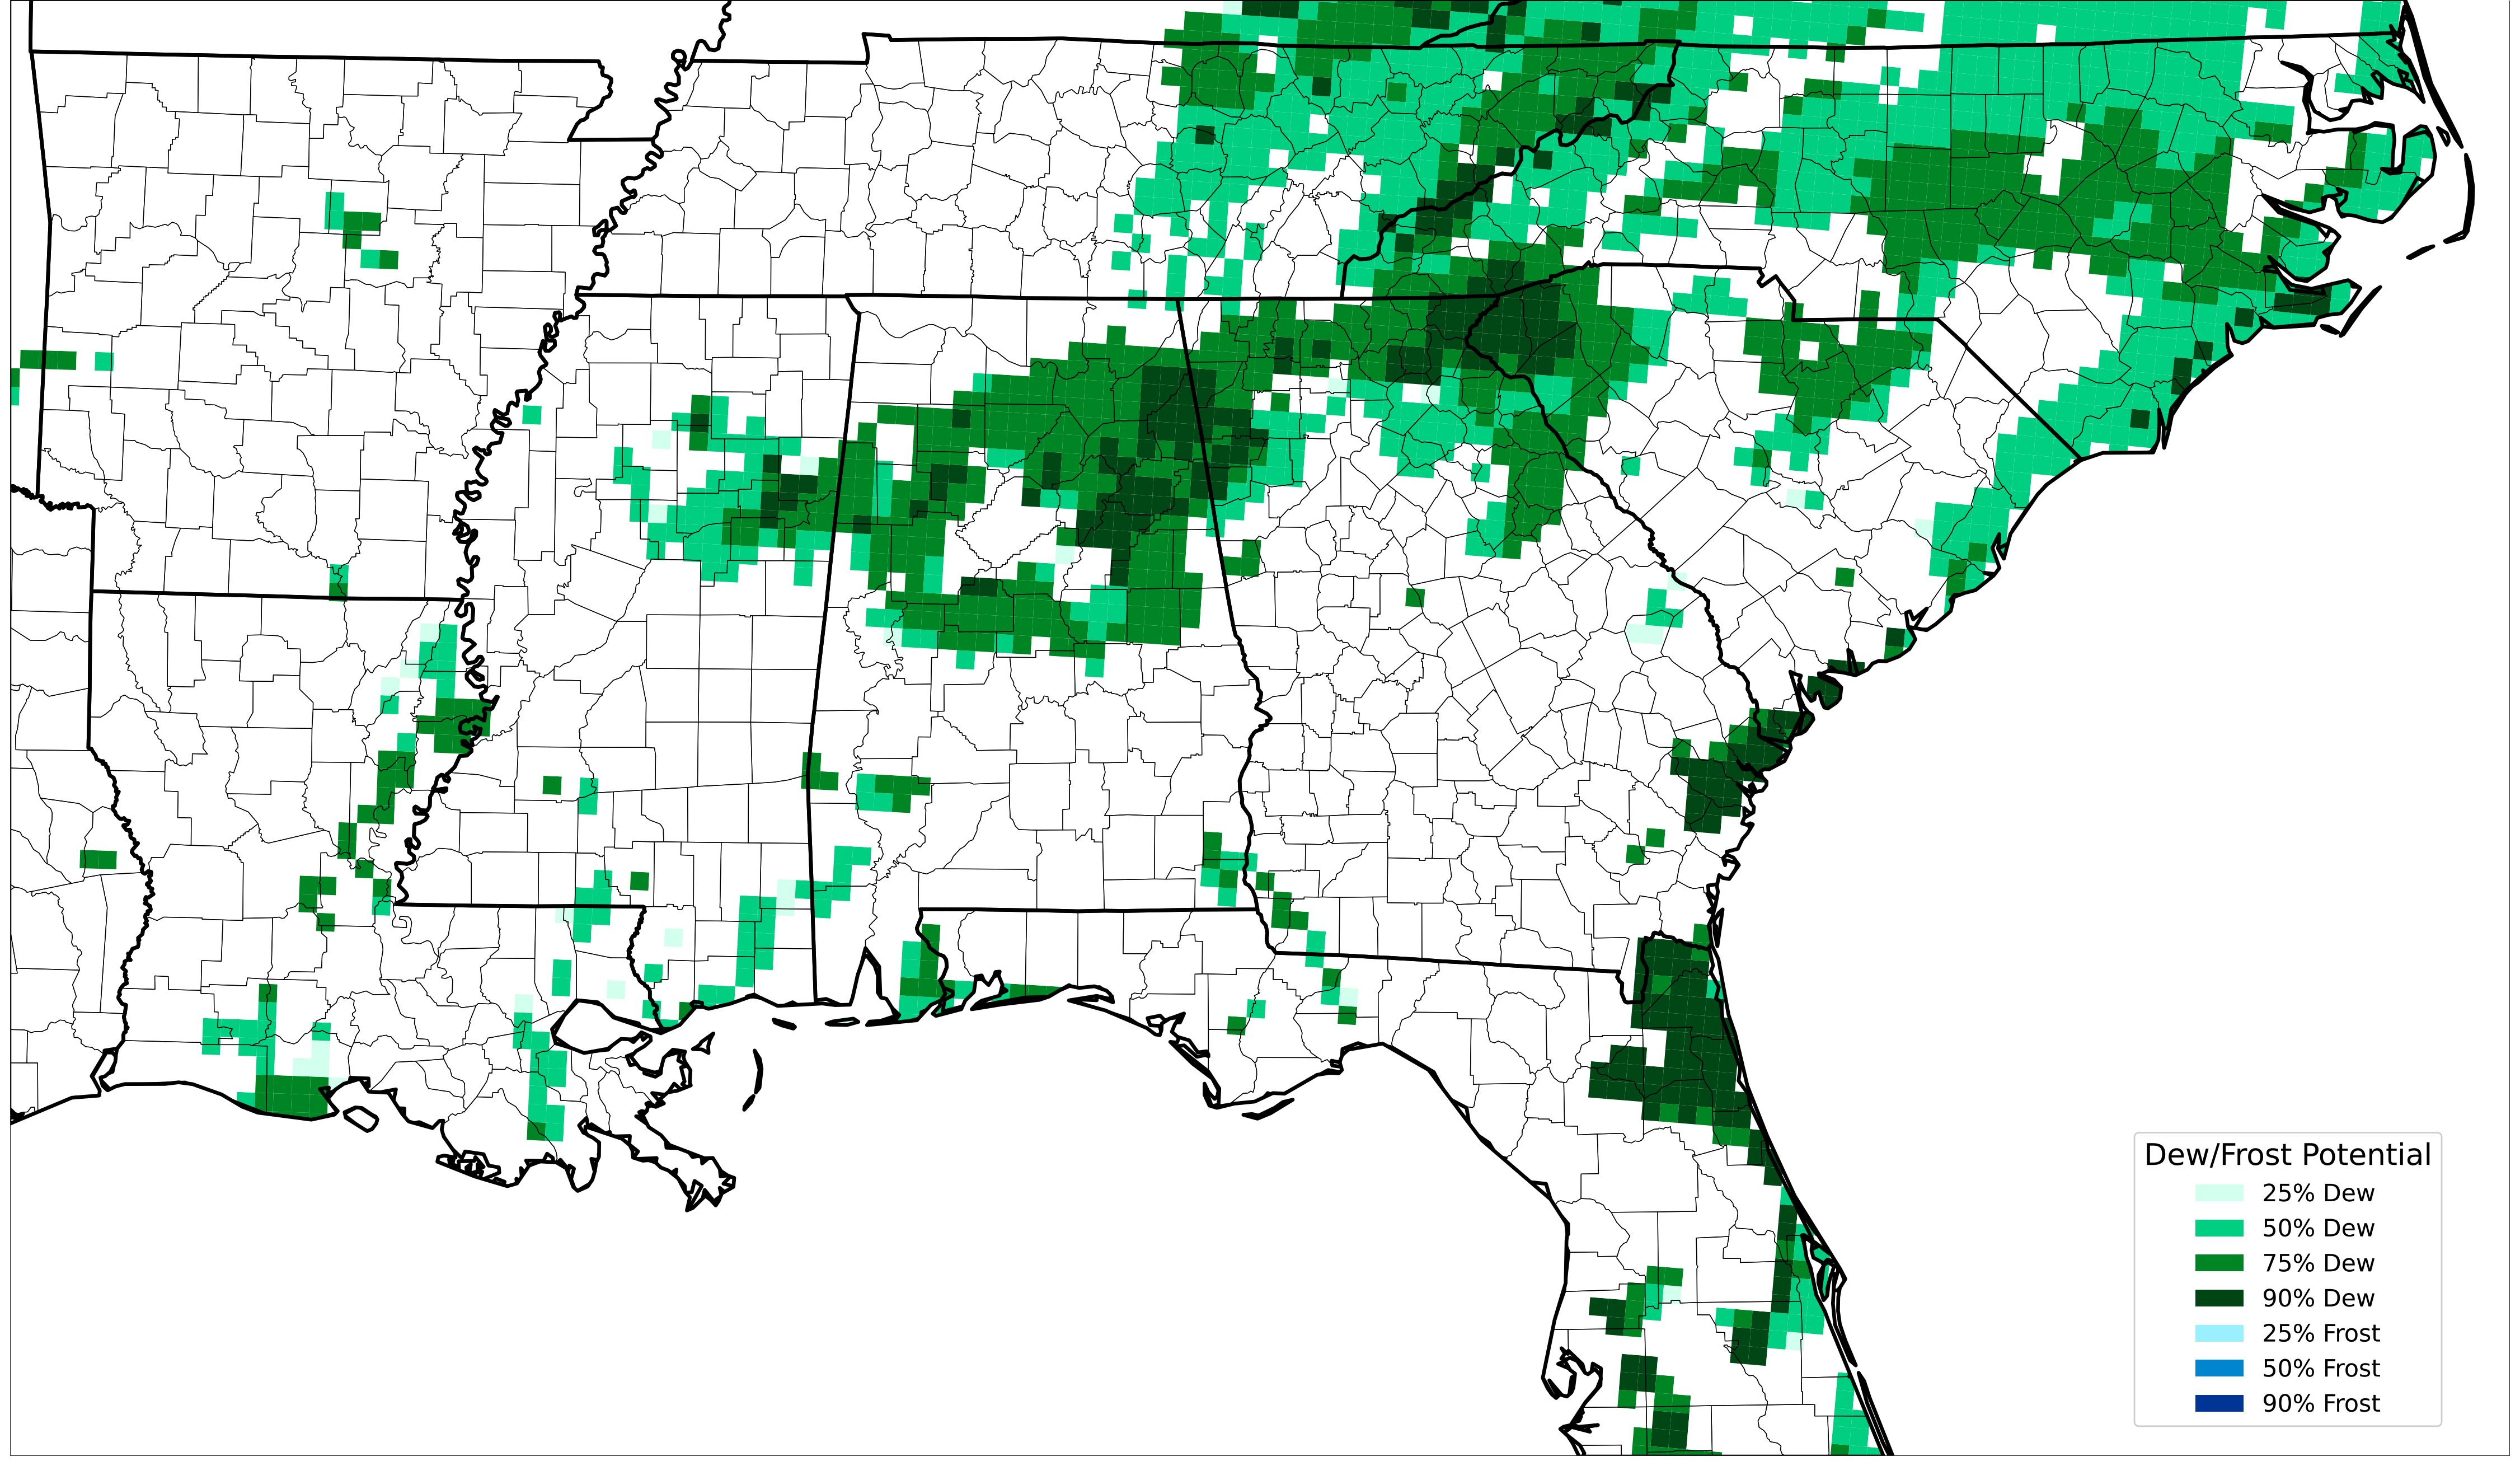 Dew/Frost Potential
25% Dew
50% Dew
75% Dew
90% Dew
25% Frost
50% Frost
90% Frost